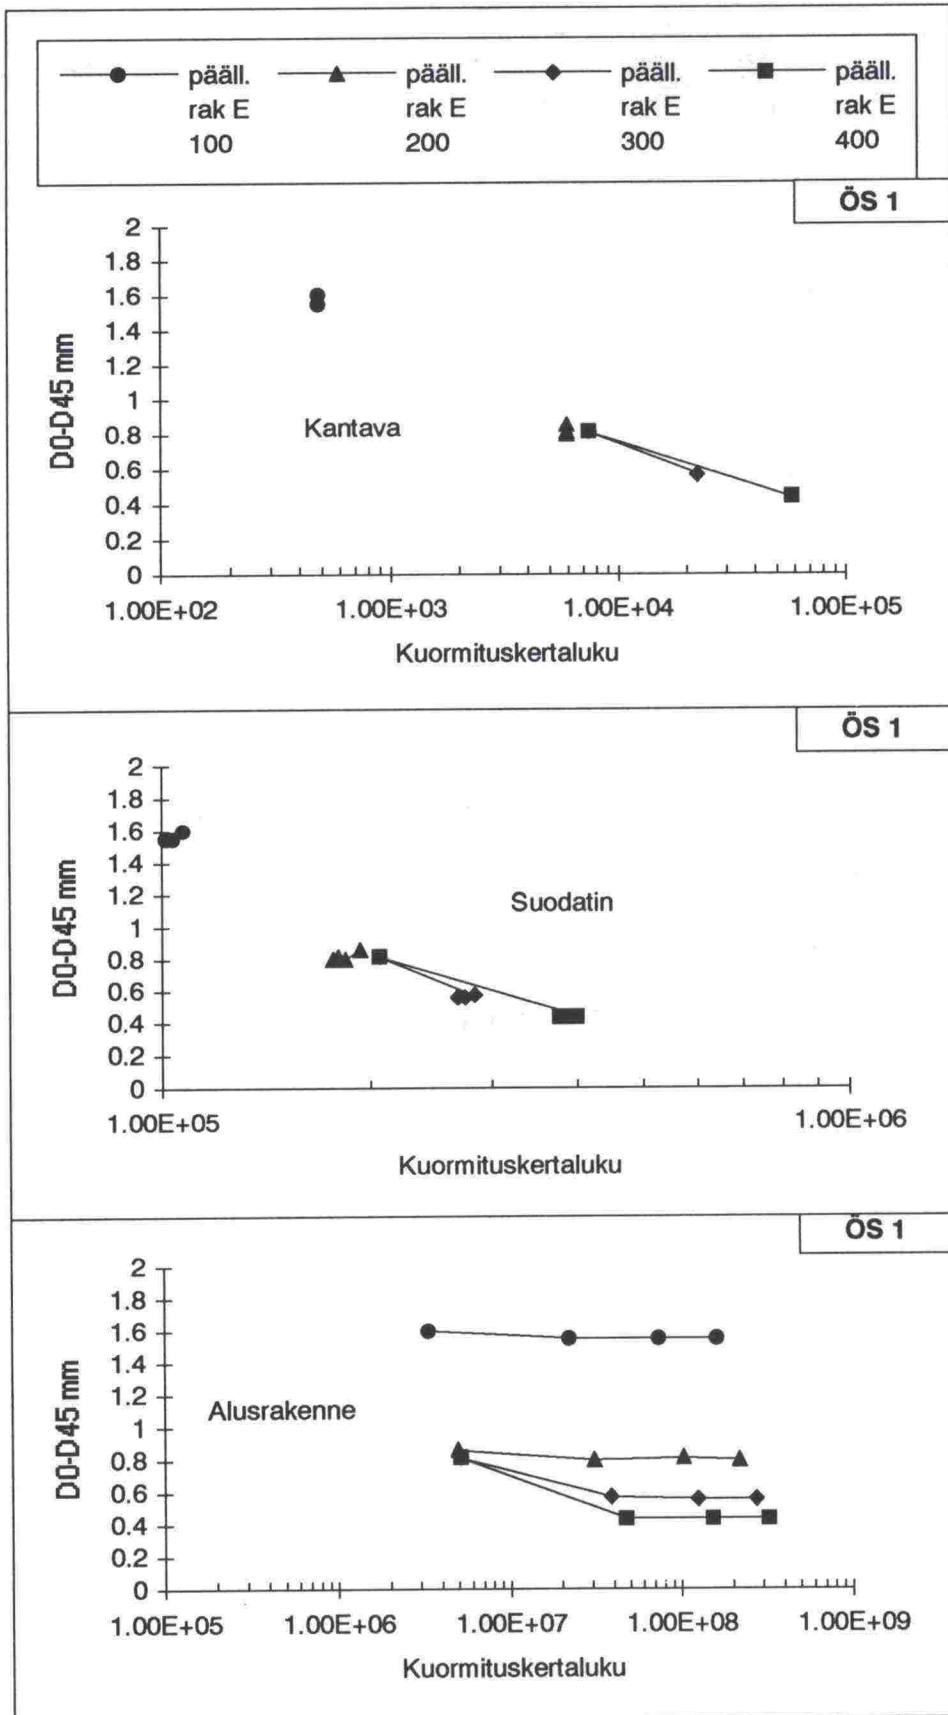 pääll. rak E 100
pääll. rak E 200
pääll. rak E 300
pääll. rak E 400
ÖS 1
D0-D45 mm
2
1.8
1.6
1.4
1.2
1
0.8
0.6
0.4
0.2
0
Kantava
1.00E+02 1.00E+03 1.00E+04 1.00E+05
Kuormituskertaluku
ÖS 1
D0-D45 mm
2
1.8
1.6
1.4
1.2
1
0.8
0.6
0.4
0.2
0
Suodatin
1.00E+05 1.00E+06
Kuormituskertaluku
ÖS 1
D0-D45 mm
2
1.8
1.6
1.4
1.2
1
0.8
0.6
0.4
0.2
0
Alusrakenne
1.00E+05 1.00E+06 1.00E+07 1.00E+08 1.00E+09
Kuormituskertaluku